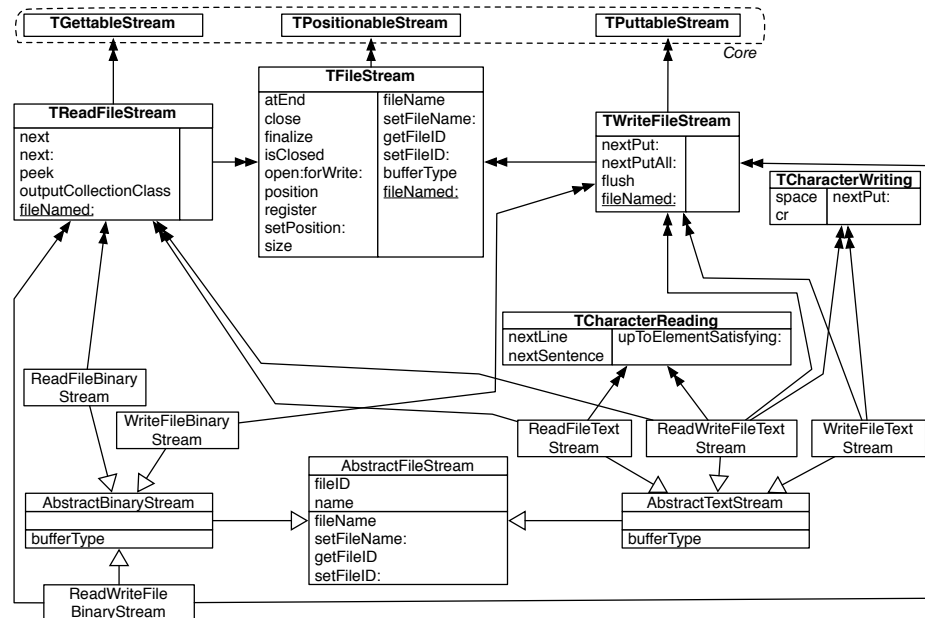 TGettableStream
TPositionableStream
TPuttableStream
Core
TFileStream
atEnd
close
finalize
isClosed
open:forWrite:
position
register
setPosition:
size
fileName
setFileName:
getFileID
setFileID:
bufferType
fileNamed:
TReadFileStream
next
next:
peek
outputCollectionClass
fileNamed:
TWriteFileStream
nextPut:
nextPutAll:
flush
fileNamed:
TCharacterWriting
space
cr
nextPut:
TCharacterReading
nextLine
nextSentence
upToElementSatisfying:
ReadFileBinary
Stream
WriteFileBinary
Stream
ReadFileText
Stream
ReadWriteFileText
Stream
WriteFileText
Stream
AbstractFileStream
fileID
name
fileName
setFileName:
getFileID
setFileID:
AbstractBinaryStream
bufferType
AbstractTextStream
bufferType
ReadWriteFile
BinaryStream